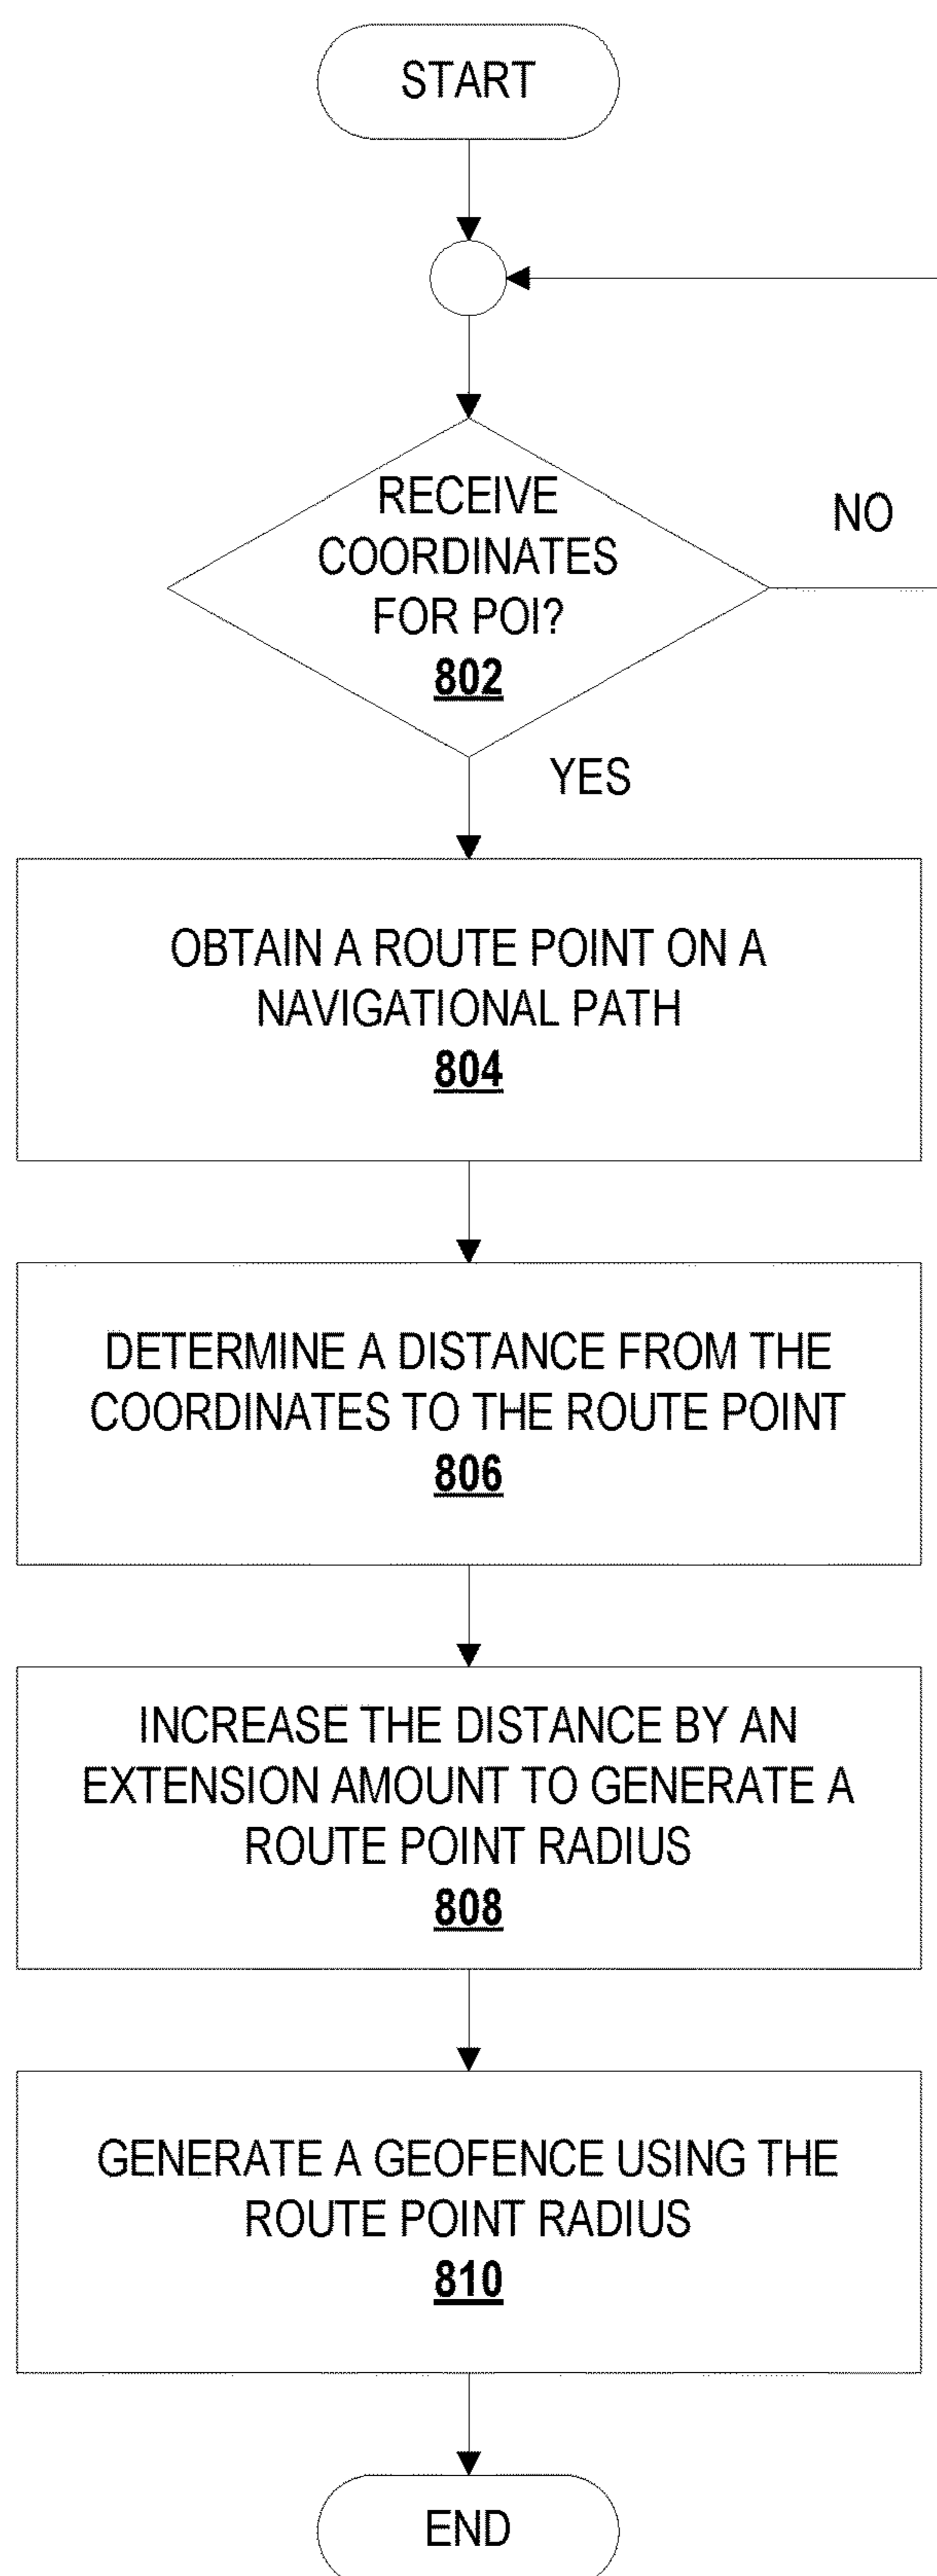 START
RECEIVE
COORDINATES
FOR POI?
802
NO
YES
OBTAIN A ROUTE POINT ON A
NAVIGATIONAL PATH
804
DETERMINE A DISTANCE FROM THE
COORDINATES TO THE ROUTE POINT
806
INCREASE THE DISTANCE BY AN
EXTENSION AMOUNT TO GENERATE A
ROUTE POINT RADIUS
808
GENERATE A GEOFENCE USING THE
ROUTE POINT RADIUS
810
END